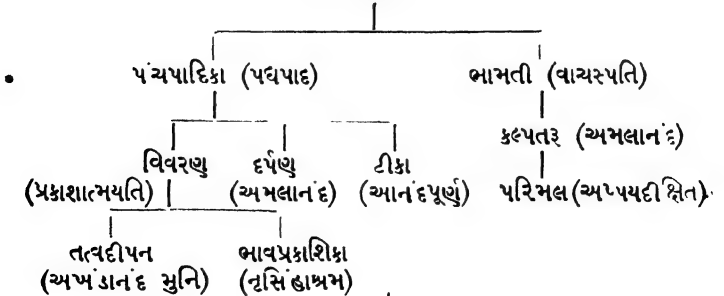 પંચપાદિકા (પદ્મપાદ) ભામતી (વાચસ્પતિ)
કલ્પતરૂ (અમલાનંદ)
વિવરણ દર્પણ ટીકા
(પ્રકાશાત્મયતિ) (અમલાનંદ) (આનંદપૂર્ણ) પરિમલ (અપ્પયદીક્ષિત).
તત્વદીપન ભાવપ્રકાશિકા
(અખંડાનંદ મુનિ) (નૃસિંહાશ્રમ)